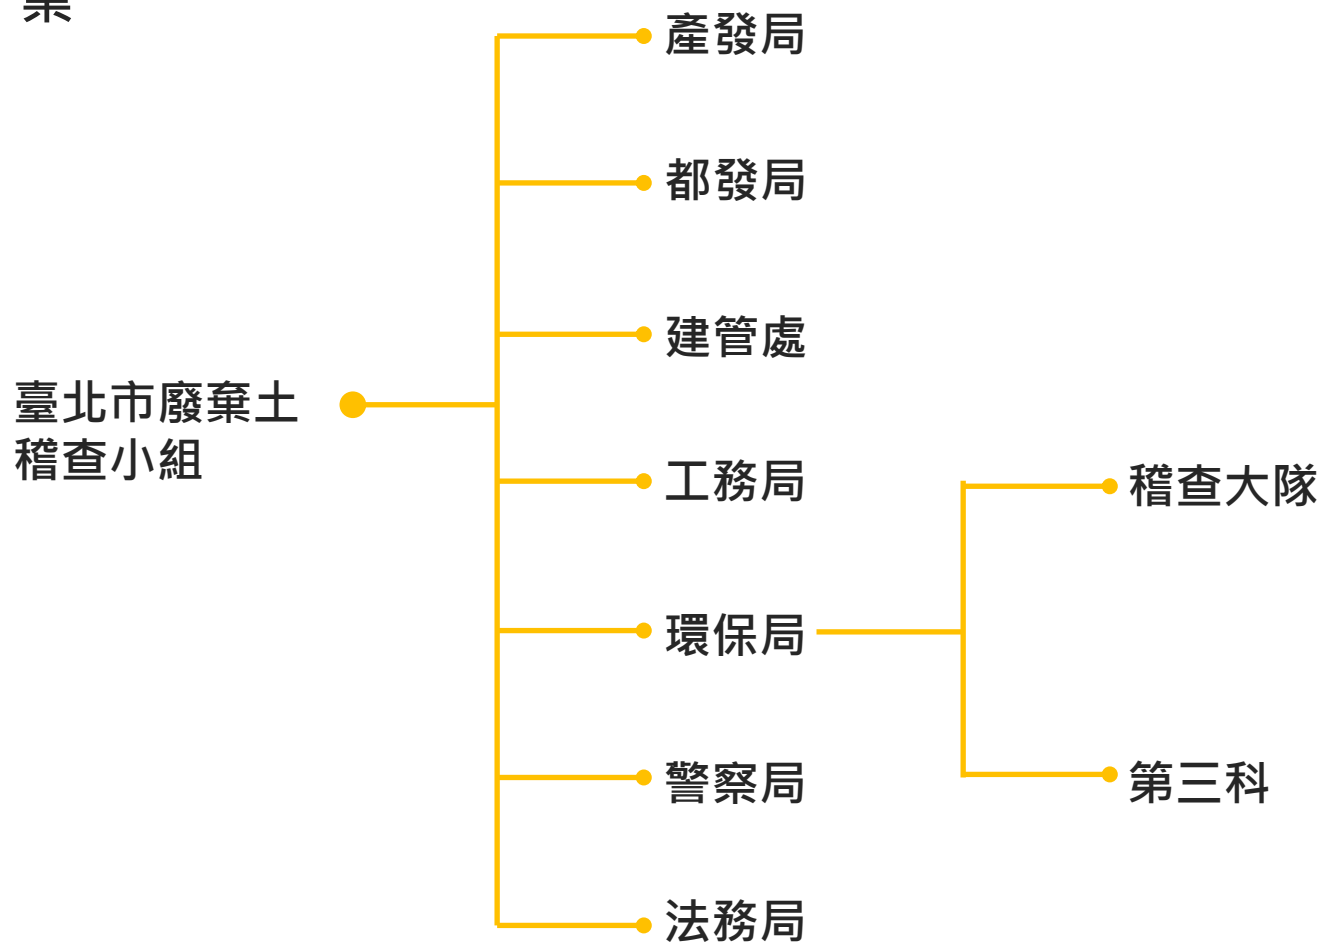 產發局
都發局
建管處
臺北市廢棄土
稽查小組
工務局
稽查大隊
環保局
警察局
第三科
法務局